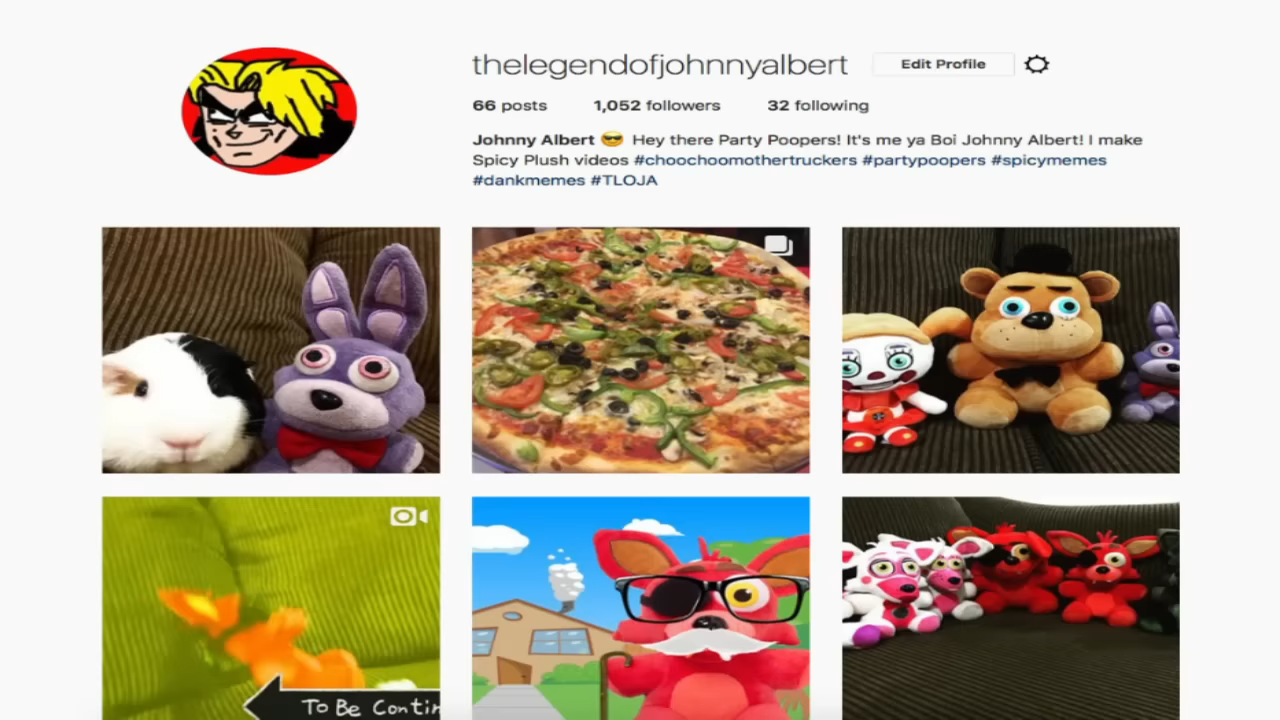 thelegendofjohnnyalbert Edit Profile
66 posts 1,052 followers 32 following
Johnny Albert 😎 Hey there Party Poopers! It's me ya Boi Johnny Albert! I make
Spicy Plush videos #choochoomothertruckers #partypoopers #spicymemes
#dankmemes #TLOJA
To Be Contin